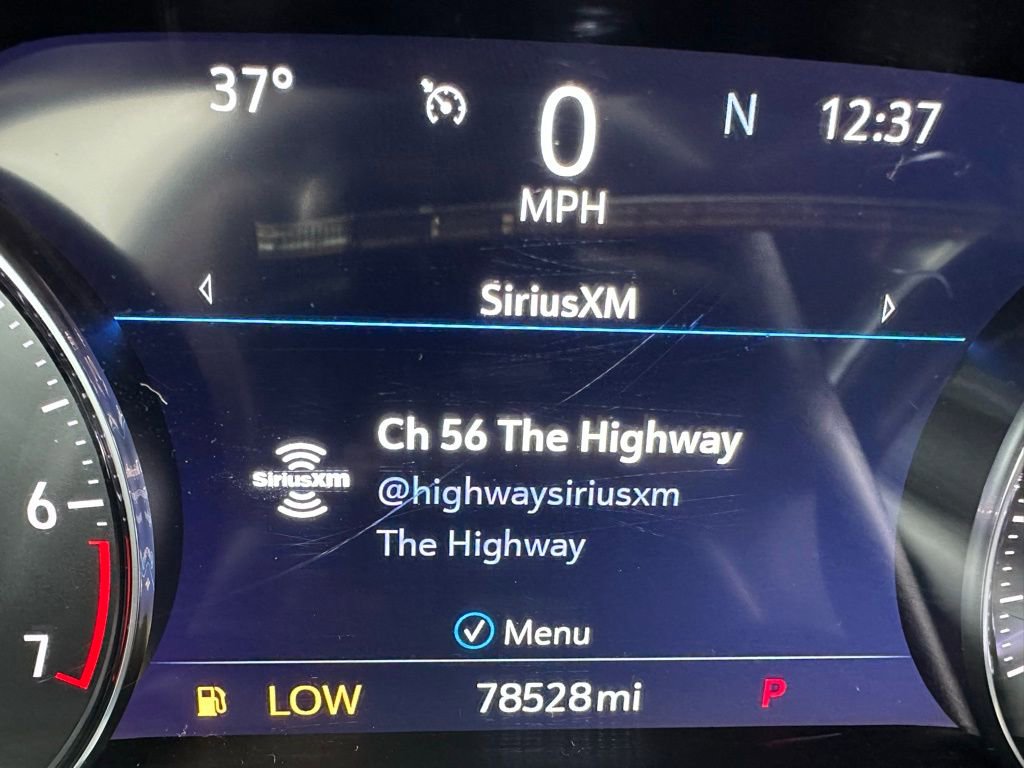 37° 0 N 12:37
MPH
SiriusXM
Ch 56 The Highway
SiriusXm @highwaysiriusxm
The Highway
6
Menu
7
LOW 78528mi P